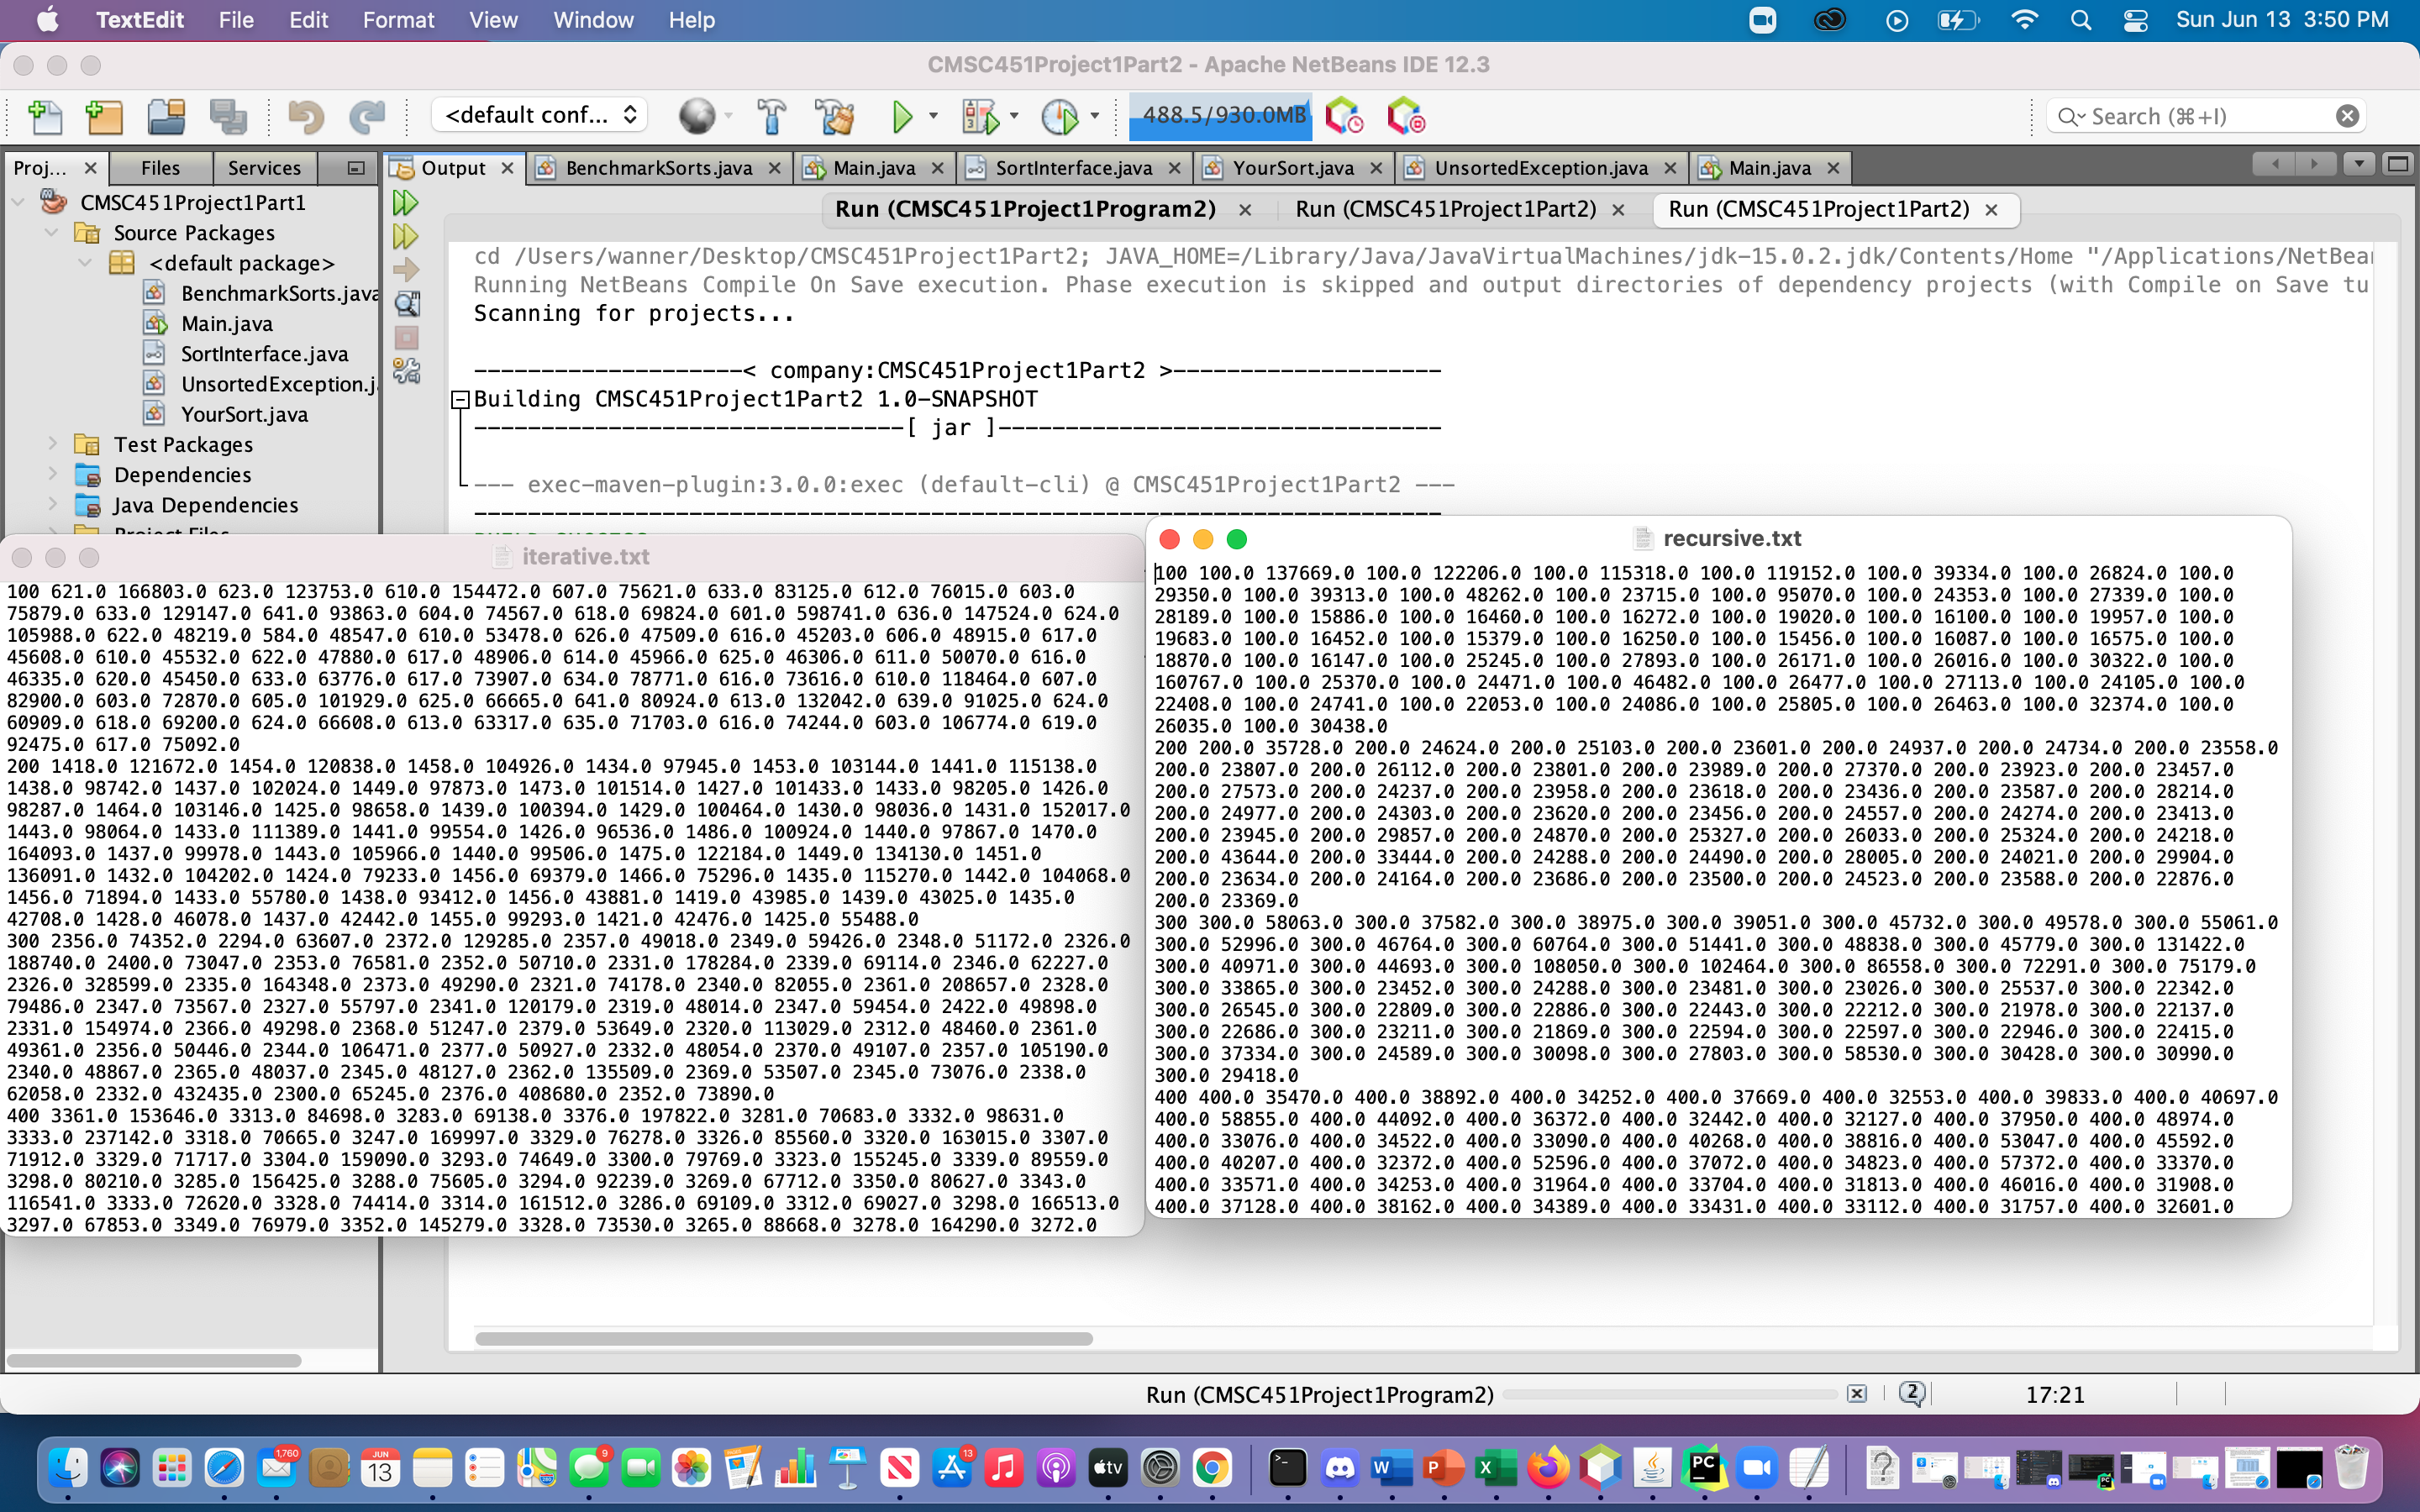 TextEdit File Edit Format View Window Help Sun Jun 13 3:50 PM
CMSC451Project1Part2 - Apache NetBeans IDE 12.3
<default conf... 488.5/930.0MB Search (⌘+I)
Proj... Files Services Output BenchmarkSorts.java Main.java SortInterface.java YourSort.java UnsortedException.java Main.java
Run (CMSC451Project1Program2) Run (CMSC451Project1Part2) Run (CMSC451Project1Part2)
CMSC451Project1Part1
Source Packages
<default package>
BenchmarkSorts.java
Main.java
SortInterface.java
UnsortedException.j
YourSort.java
Test Packages
Dependencies
Java Dependencies
Project Files
cd /Users/wanner/Desktop/CMSC451Project1Part2; JAVA_HOME=/Library/Java/JavaVirtualMachines/jdk-15.0.2.jdk/Contents/Home "/Applications/NetBean
Running NetBeans Compile On Save execution. Phase execution is skipped and output directories of dependency projects (with Compile on Save tu
Scanning for projects...
--------------------< company:CMSC451Project1Part2 >--------------------
Building CMSC451Project1Part2 1.0-SNAPSHOT
--------------------------------[ jar ]---------------------------------
--- exec-maven-plugin:3.0.0:exec (default-cli) @ CMSC451Project1Part2 ---
------------------------------------------------------------------------
BUILD SUCCESS
iterative.txt
100 621.0 166803.0 623.0 123753.0 610.0 154472.0 607.0 75621.0 633.0 83125.0 612.0 76015.0 603.0
75879.0 633.0 129147.0 641.0 93863.0 604.0 74567.0 618.0 69824.0 601.0 598741.0 636.0 147524.0 624.0
105988.0 622.0 48219.0 584.0 48547.0 610.0 53478.0 626.0 47509.0 616.0 45203.0 606.0 48915.0 617.0
45608.0 610.0 45532.0 622.0 47880.0 617.0 48906.0 614.0 45966.0 625.0 46306.0 611.0 50070.0 616.0
46335.0 620.0 45450.0 633.0 63776.0 617.0 73907.0 634.0 78771.0 616.0 73616.0 610.0 118464.0 607.0
82900.0 603.0 72870.0 605.0 101929.0 625.0 66665.0 641.0 80924.0 613.0 132042.0 639.0 91025.0 624.0
60909.0 618.0 69200.0 624.0 66608.0 613.0 63317.0 635.0 71703.0 616.0 74244.0 603.0 106774.0 619.0
92475.0 617.0 75092.0
200 1418.0 121672.0 1454.0 120838.0 1458.0 104926.0 1434.0 97945.0 1453.0 103144.0 1441.0 115138.0
1438.0 98742.0 1437.0 102024.0 1449.0 97873.0 1473.0 101514.0 1427.0 101433.0 1433.0 98205.0 1426.0
98287.0 1464.0 103146.0 1425.0 98658.0 1439.0 100394.0 1429.0 100464.0 1430.0 98036.0 1431.0 152017.0
1443.0 98064.0 1433.0 111389.0 1441.0 99554.0 1426.0 96536.0 1486.0 100924.0 1440.0 97867.0 1470.0
164093.0 1437.0 99978.0 1443.0 105966.0 1440.0 99506.0 1475.0 122184.0 1449.0 134130.0 1451.0
136091.0 1432.0 104202.0 1424.0 79233.0 1456.0 69379.0 1466.0 75296.0 1435.0 115270.0 1442.0 104068.0
1456.0 71894.0 1433.0 55780.0 1438.0 93412.0 1456.0 43881.0 1419.0 43985.0 1439.0 43025.0 1435.0
42708.0 1428.0 46078.0 1437.0 42442.0 1455.0 99293.0 1421.0 42476.0 1425.0 55488.0
300 2356.0 74352.0 2294.0 63607.0 2372.0 129285.0 2357.0 49018.0 2349.0 59426.0 2348.0 51172.0 2326.0
188740.0 2400.0 73047.0 2353.0 76581.0 2352.0 50710.0 2331.0 178284.0 2339.0 69114.0 2346.0 62227.0
2326.0 328599.0 2335.0 164348.0 2373.0 49290.0 2321.0 74178.0 2340.0 82055.0 2361.0 208657.0 2328.0
79486.0 2347.0 73567.0 2327.0 55797.0 2341.0 120179.0 2319.0 48014.0 2347.0 59454.0 2422.0 49898.0
2331.0 154974.0 2366.0 49298.0 2368.0 51247.0 2379.0 53649.0 2320.0 113029.0 2312.0 48460.0 2361.0
49361.0 2356.0 50446.0 2344.0 106471.0 2377.0 50927.0 2332.0 48054.0 2370.0 49107.0 2357.0 105190.0
2340.0 48867.0 2365.0 48037.0 2345.0 48127.0 2362.0 135509.0 2369.0 53507.0 2345.0 73076.0 2338.0
62058.0 2332.0 432435.0 2300.0 65245.0 2376.0 408680.0 2352.0 73890.0
400 3361.0 153646.0 3313.0 84698.0 3283.0 69138.0 3376.0 197822.0 3281.0 70683.0 3332.0 98631.0
3333.0 237142.0 3318.0 70665.0 3247.0 169997.0 3329.0 76278.0 3326.0 85560.0 3320.0 163015.0 3307.0
71912.0 3329.0 71717.0 3304.0 159090.0 3293.0 74649.0 3300.0 79769.0 3323.0 155245.0 3339.0 89559.0
3298.0 80210.0 3285.0 156425.0 3288.0 75605.0 3294.0 92239.0 3269.0 67712.0 3350.0 80627.0 3343.0
116541.0 3333.0 72620.0 3328.0 74414.0 3314.0 161512.0 3286.0 69109.0 3312.0 69027.0 3298.0 166513.0
3297.0 67853.0 3349.0 76979.0 3352.0 145279.0 3328.0 73530.0 3265.0 88668.0 3278.0 164290.0 3272.0
recursive.txt
100 100.0 137669.0 100.0 122206.0 100.0 115318.0 100.0 119152.0 100.0 39334.0 100.0 26824.0 100.0
29350.0 100.0 39313.0 100.0 48262.0 100.0 23715.0 100.0 95070.0 100.0 24353.0 100.0 27339.0 100.0
28189.0 100.0 15886.0 100.0 16460.0 100.0 16272.0 100.0 19020.0 100.0 16100.0 100.0 19957.0 100.0
19683.0 100.0 16452.0 100.0 15379.0 100.0 16250.0 100.0 15456.0 100.0 16087.0 100.0 16575.0 100.0
18870.0 100.0 16147.0 100.0 25245.0 100.0 27893.0 100.0 26171.0 100.0 26016.0 100.0 30322.0 100.0
160767.0 100.0 25370.0 100.0 24471.0 100.0 46482.0 100.0 26477.0 100.0 27113.0 100.0 24105.0 100.0
22408.0 100.0 24741.0 100.0 22053.0 100.0 24086.0 100.0 25805.0 100.0 26463.0 100.0 32374.0 100.0
26035.0 100.0 30438.0
200 200.0 35728.0 200.0 24624.0 200.0 25103.0 200.0 23601.0 200.0 24937.0 200.0 24734.0 200.0 23558.0
200.0 23807.0 200.0 26112.0 200.0 23801.0 200.0 23989.0 200.0 27370.0 200.0 23923.0 200.0 23457.0
200.0 27573.0 200.0 24237.0 200.0 23958.0 200.0 23618.0 200.0 23436.0 200.0 23587.0 200.0 28214.0
200.0 24977.0 200.0 24303.0 200.0 23620.0 200.0 23456.0 200.0 24557.0 200.0 24274.0 200.0 23413.0
200.0 23945.0 200.0 29857.0 200.0 24870.0 200.0 25327.0 200.0 26033.0 200.0 25324.0 200.0 24218.0
200.0 43644.0 200.0 33444.0 200.0 24288.0 200.0 24490.0 200.0 28005.0 200.0 24021.0 200.0 29904.0
200.0 23634.0 200.0 24164.0 200.0 23686.0 200.0 23500.0 200.0 24523.0 200.0 23588.0 200.0 22876.0
200.0 23369.0
300 300.0 58063.0 300.0 37582.0 300.0 38975.0 300.0 39051.0 300.0 45732.0 300.0 49578.0 300.0 55061.0
300.0 52996.0 300.0 46764.0 300.0 60764.0 300.0 51441.0 300.0 48838.0 300.0 45779.0 300.0 131422.0
300.0 40971.0 300.0 44693.0 300.0 108050.0 300.0 102464.0 300.0 86558.0 300.0 72291.0 300.0 75179.0
300.0 33865.0 300.0 23452.0 300.0 24288.0 300.0 23481.0 300.0 23026.0 300.0 25537.0 300.0 22342.0
300.0 26545.0 300.0 22809.0 300.0 22886.0 300.0 22443.0 300.0 22212.0 300.0 21978.0 300.0 22137.0
300.0 22686.0 300.0 23211.0 300.0 21869.0 300.0 22594.0 300.0 22597.0 300.0 22946.0 300.0 22415.0
300.0 37334.0 300.0 24589.0 300.0 30098.0 300.0 27803.0 300.0 58530.0 300.0 30428.0 300.0 30990.0
300.0 29418.0
400 400.0 35470.0 400.0 38892.0 400.0 34252.0 400.0 37669.0 400.0 32553.0 400.0 39833.0 400.0 40697.0
400.0 58855.0 400.0 44092.0 400.0 36372.0 400.0 32442.0 400.0 32127.0 400.0 37950.0 400.0 48974.0
400.0 33076.0 400.0 34522.0 400.0 33090.0 400.0 40268.0 400.0 38816.0 400.0 53047.0 400.0 45592.0
400.0 40207.0 400.0 32372.0 400.0 52596.0 400.0 37072.0 400.0 34823.0 400.0 57372.0 400.0 33370.0
400.0 33571.0 400.0 34253.0 400.0 31964.0 400.0 33704.0 400.0 31813.0 400.0 46016.0 400.0 31908.0
400.0 37128.0 400.0 38162.0 400.0 34389.0 400.0 33431.0 400.0 33112.0 400.0 31757.0 400.0 32601.0
Run (CMSC451Project1Program2) 2 17:21
1,760 JUN 13 9 13 tv W P X PC